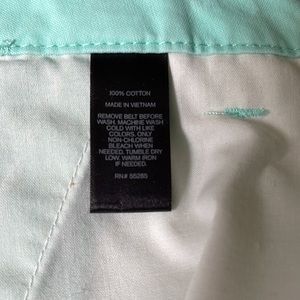 100% COTTON
MADE IN VIETNAM
REMOVE BELT BEFORE
WASH. MACHINE WASH
COLD WITH LIKE
COLORS. ONLY
NON-CHLORINE
BLEACH WHEN
NEEDED. TUMBLE DRY
LOW. WARM IRON
IF NEEDED.
RN# 55285